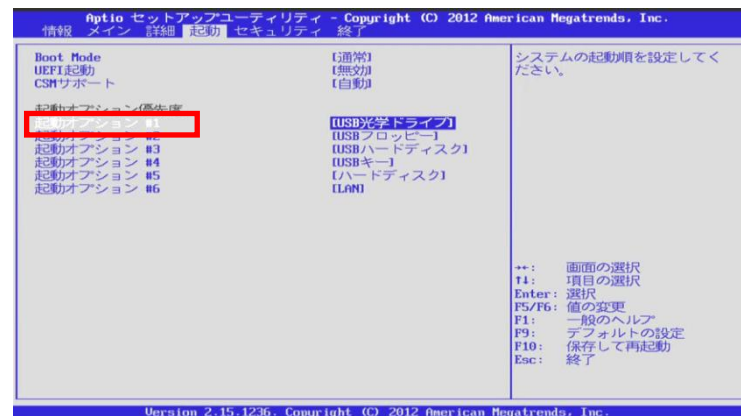 Aptio セットアップユーティリティ - Copyright (C) 2012 American Megatrends, Inc.
情報 メイン 詳細 起動 セキュリティ 終了
Boot Mode [通常]
UEFI起動 [無効]
CSMサポート [自動]
起動オプション優先度
起動オプション #1 [USB光学ドライブ]
起動オプション #2 [USBフロッピー]
起動オプション #3 [USBハードディスク]
起動オプション #4 [USBキー]
起動オプション #5 [ハードディスク]
起動オプション #6 [LAN]
システムの起動順を設定してく
ださい。
→←: 画面の選択
↑↓: 項目の選択
Enter: 選択
F5/F6: 値の変更
F1: 一般のヘルプ
F9: デフォルトの設定
F10: 保存して再起動
Esc: 終了
Version 2.15.1236. Copyright (C) 2012 American Megatrends, Inc.